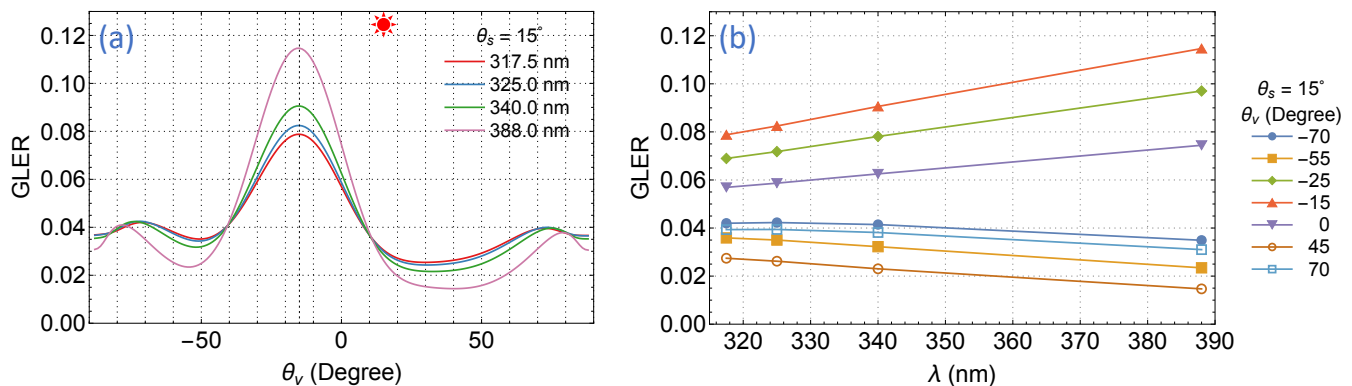 (a)
θs = 15°
317.5 nm
325.0 nm
340.0 nm
388.0 nm
0.12
0.10
0.08
0.06
0.04
0.02
0.00
GLER
−50
0
50
θv (Degree)
(b)
0.12
0.10
0.08
0.06
0.04
0.02
0.00
GLER
320
330
340
350
360
370
380
390
λ (nm)
θs = 15°
θv (Degree)
−70
−55
−25
−15
0
45
70